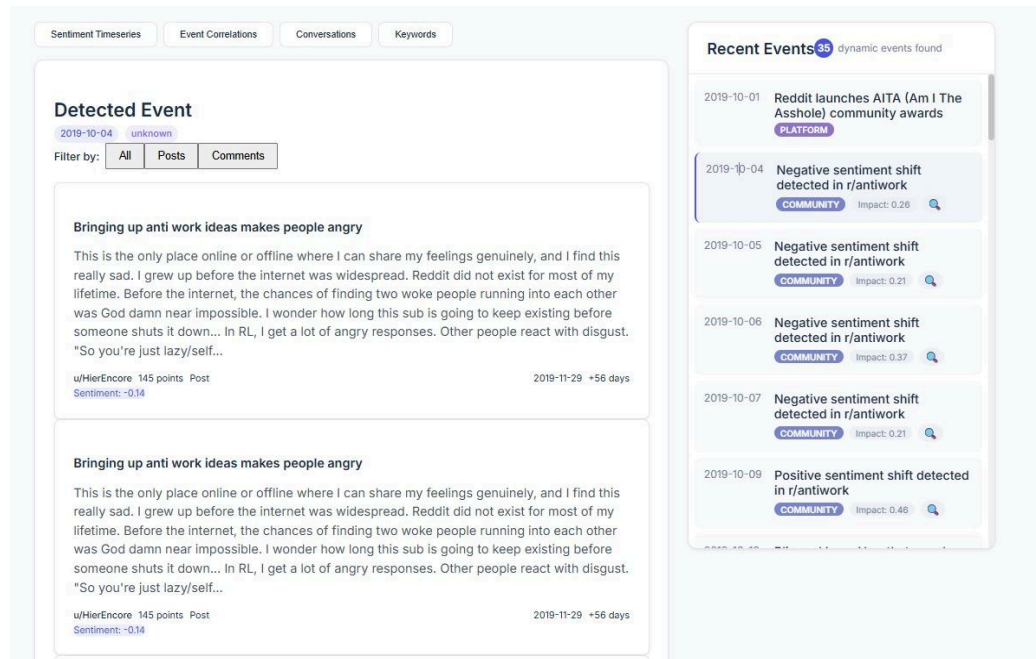 Sentiment Timeseries
Event Correlations
Conversations
Keywords
Detected Event
2019-10-04 unknown
Filter by: All Posts Comments
Bringing up anti work ideas makes people angry
This is the only place online or offline where I can share my feelings genuinely, and I find this
really sad. I grew up before the internet was widespread. Reddit did not exist for most of my
lifetime. Before the internet, the chances of finding two woke people running into each other
was God damn near impossible. I wonder how long this sub is going to keep existing before
someone shuts it down... In RL, I get a lot of angry responses. Other people react with disgust.
"So you're just lazy/self...
u/HierEncore 145 points Post 2019-11-29 +56 days
Sentiment: -0.14
Bringing up anti work ideas makes people angry
This is the only place online or offline where I can share my feelings genuinely, and I find this
really sad. I grew up before the internet was widespread. Reddit did not exist for most of my
lifetime. Before the internet, the chances of finding two woke people running into each other
was God damn near impossible. I wonder how long this sub is going to keep existing before
someone shuts it down... In RL, I get a lot of angry responses. Other people react with disgust.
"So you're just lazy/self...
u/HierEncore 145 points Post 2019-11-29 +56 days
Sentiment: -0.14
Recent Events 35 dynamic events found
2019-10-01 Reddit launches AITA (Am I The
Asshole) community awards
PLATFORM
2019-10-04 Negative sentiment shift
detected in r/antiwork
COMMUNITY Impact: 0.26
2019-10-05 Negative sentiment shift
detected in r/antiwork
COMMUNITY Impact: 0.21
2019-10-06 Negative sentiment shift
detected in r/antiwork
COMMUNITY Impact: 0.37
2019-10-07 Negative sentiment shift
detected in r/antiwork
COMMUNITY Impact: 0.21
2019-10-09 Positive sentiment shift detected
in r/antiwork
COMMUNITY Impact: 0.46